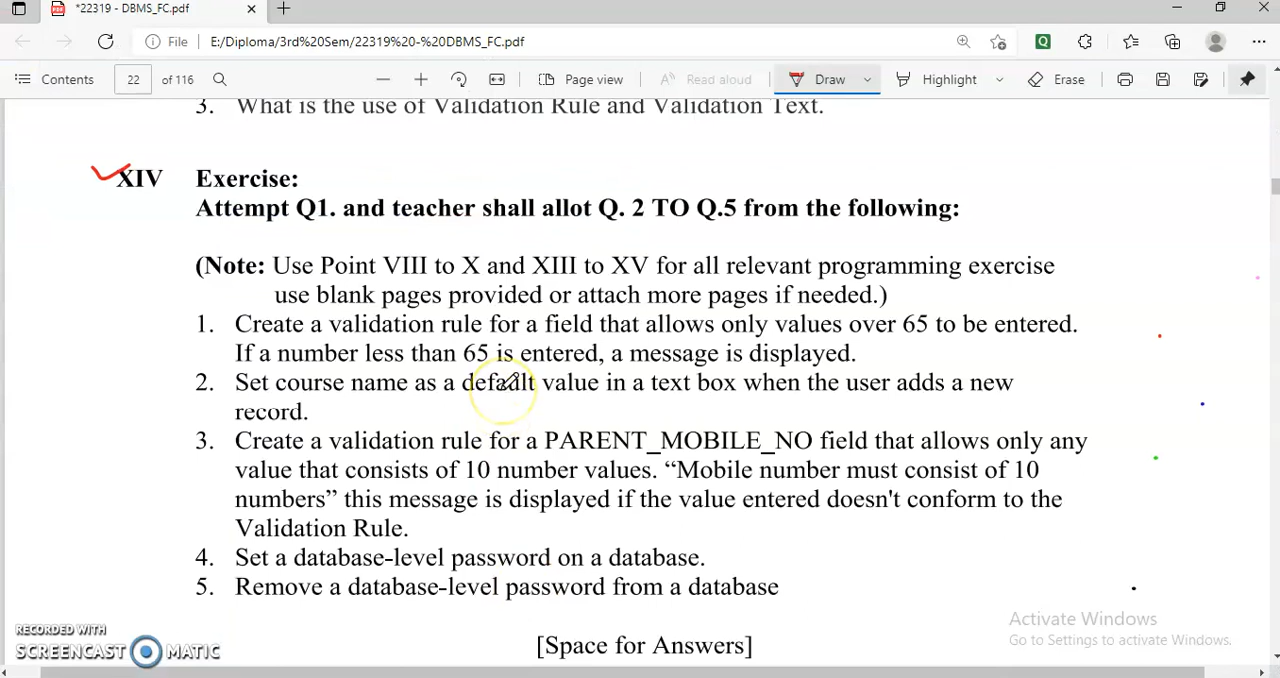 *22319 - DBMS_FC.pdf
File E:/Diploma/3rd%20Sem/22319%20-%20DBMS_FC.pdf
Contents 22 of 116 Page view Read aloud Draw Highlight Erase
3. What is the use of Validation Rule and Validation Text.
XIV Exercise:
Attempt Q1. and teacher shall allot Q. 2 TO Q.5 from the following:
(Note: Use Point VIII to X and XIII to XV for all relevant programming exercise
use blank pages provided or attach more pages if needed.)
1. Create a validation rule for a field that allows only values over 65 to be entered.
If a number less than 65 is entered, a message is displayed.
2. Set course name as a default value in a text box when the user adds a new
record.
3. Create a validation rule for a PARENT_MOBILE_NO field that allows only any
value that consists of 10 number values. “Mobile number must consist of 10
numbers” this message is displayed if the value entered doesn't conform to the
Validation Rule.
4. Set a database-level password on a database.
5. Remove a database-level password from a database
Activate Windows
Go to Settings to activate Windows.
RECORDED WITH
SCREENCAST MATIC
[Space for Answers]